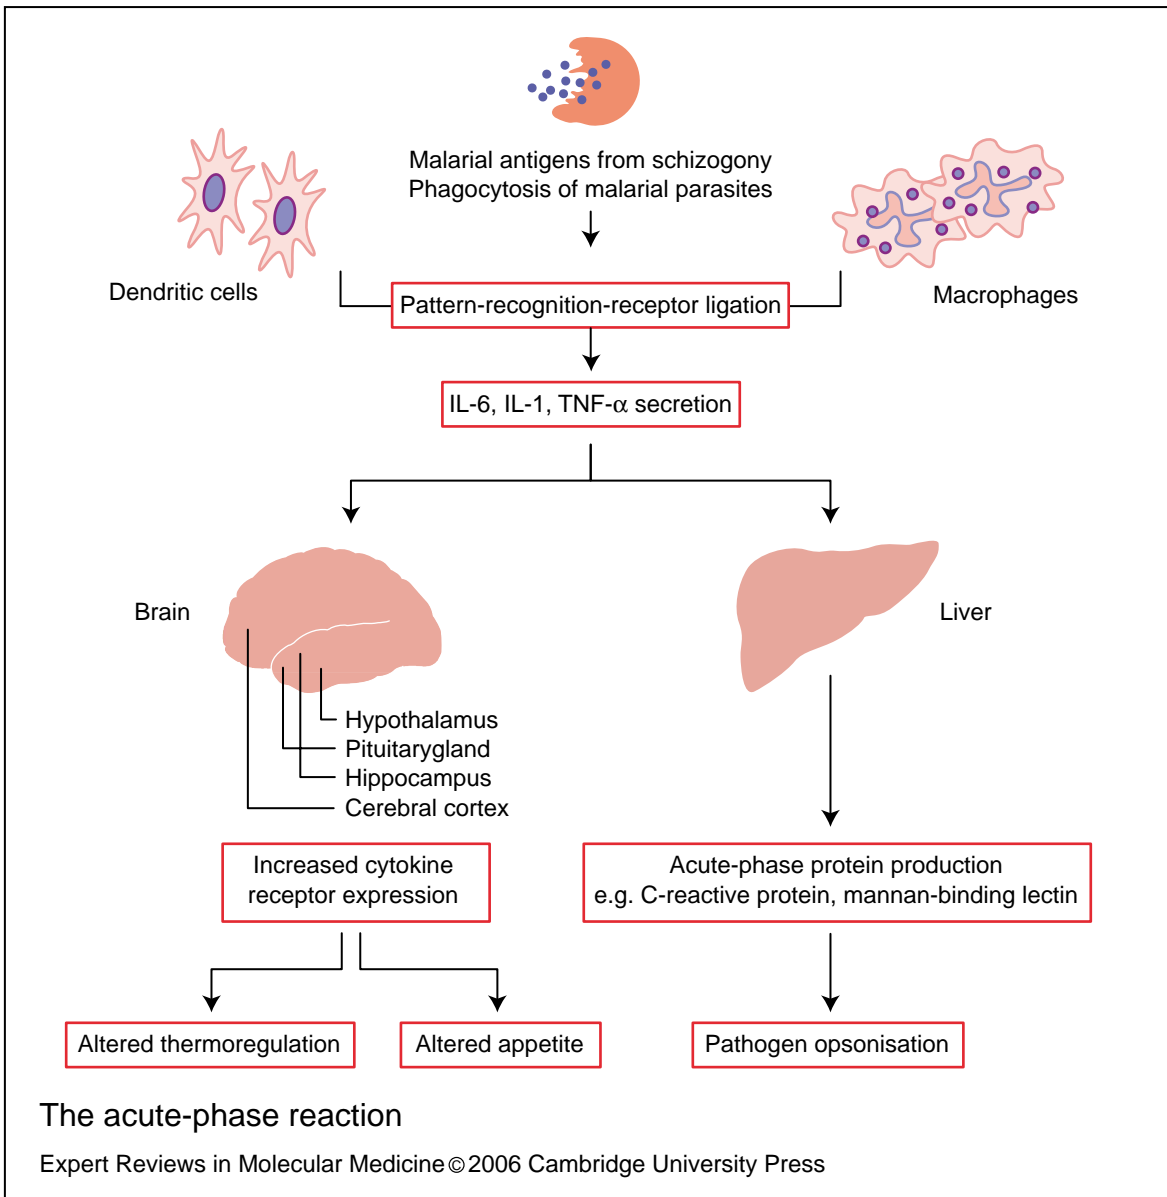 Malarial antigens from schizogony
Phagocytosis of malarial parasites
Dendritic cells
Macrophages
Pattern-recognition-receptor ligation
IL-6, IL-1, TNF-α secretion
Brain
Liver
Hypothalamus
Pituitarygland
Hippocampus
Cerebral cortex
Increased cytokine
receptor expression
Acute-phase protein production
e.g. C-reactive protein, mannan-binding lectin
Altered thermoregulation
Altered appetite
Pathogen opsonisation
The acute-phase reaction
Expert Reviews in Molecular Medicine © 2006 Cambridge University Press